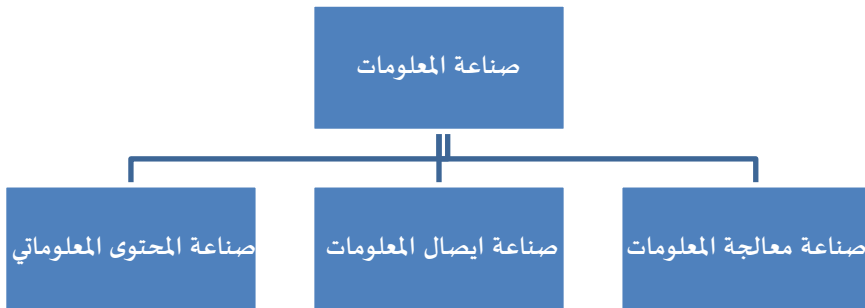 صناعة المعلومات
صناعة معالجة المعلومات
صناعة ايصال المعلومات
صناعة المحتوى المعلوماتي